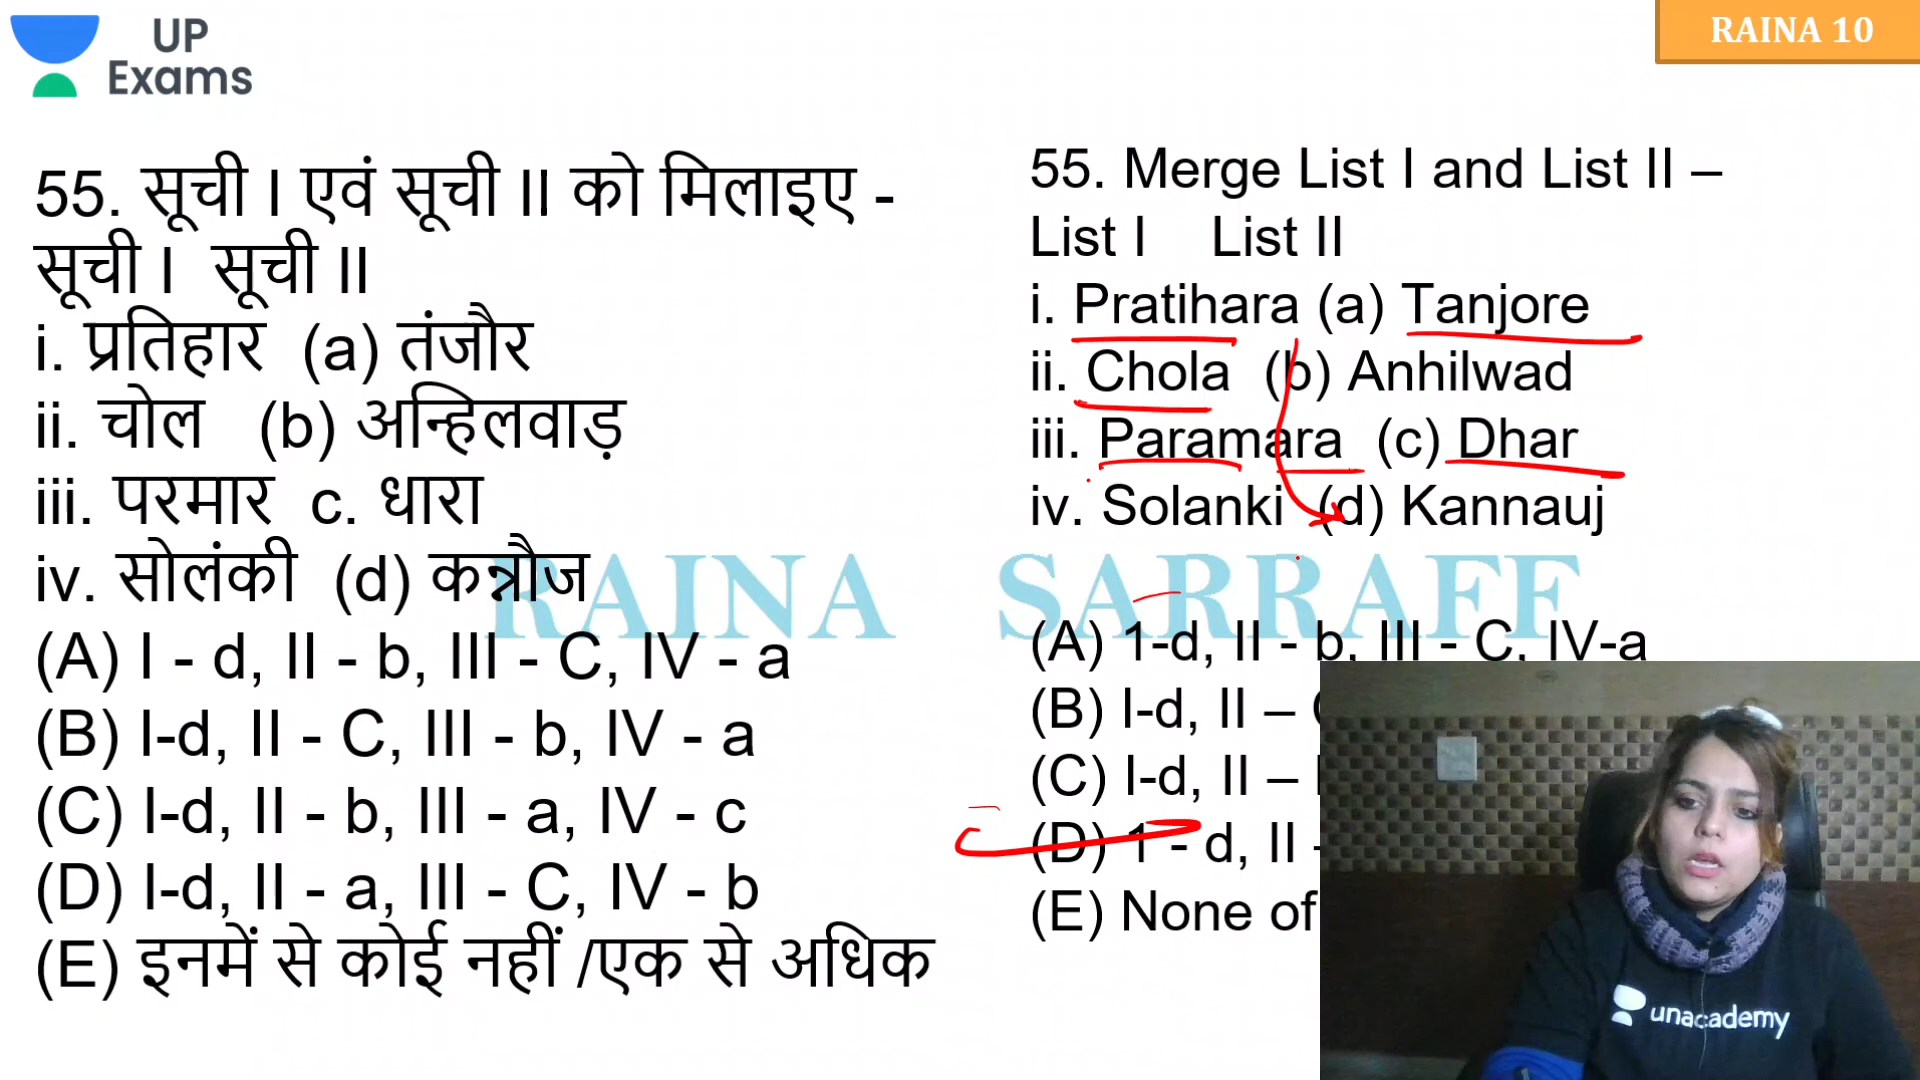 UP
Exams
RAINA 10
55. सूची I एवं सूची II को मिलाइए -
सूची I सूची II
i. प्रतिहार (a) तंजौर
ii. चोल (b) अन्हिलवाड़
iii. परमार c. धारा
iv. सोलंकी (d) कन्नौज
(A) I - d, II - b, III - C, IV - a
(B) I-d, II - C, III - b, IV - a
(C) I-d, II - b, III - a, IV - c
(D) I-d, II - a, III - C, IV - b
(E) इनमें से कोई नहीं /एक से अधिक
55. Merge List I and List II –
List I List II
i. Pratihara (a) Tanjore
ii. Chola (b) Anhilwad
iii. Paramara (c) Dhar
iv. Solanki (d) Kannauj
(A) 1-d, II - b, III - C, IV-a
(B) I-d, II –
(C) I-d, II –
(D) 1 - d, II -
(E) None of
RAINA SARRAFF
unacademy